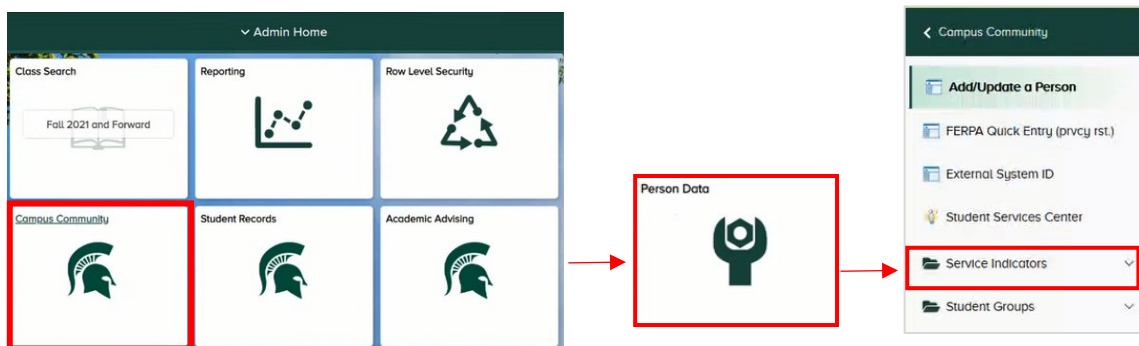 Admin Home
Class Search
Reporting
Row Level Security
Fall 2021 and Forward
Campus Community
Student Records
Academic Advising
Person Data
Campus Community
Add/Update a Person
FERPA Quick Entry (prvcy rst.)
External System ID
Student Services Center
Service Indicators
Student Groups